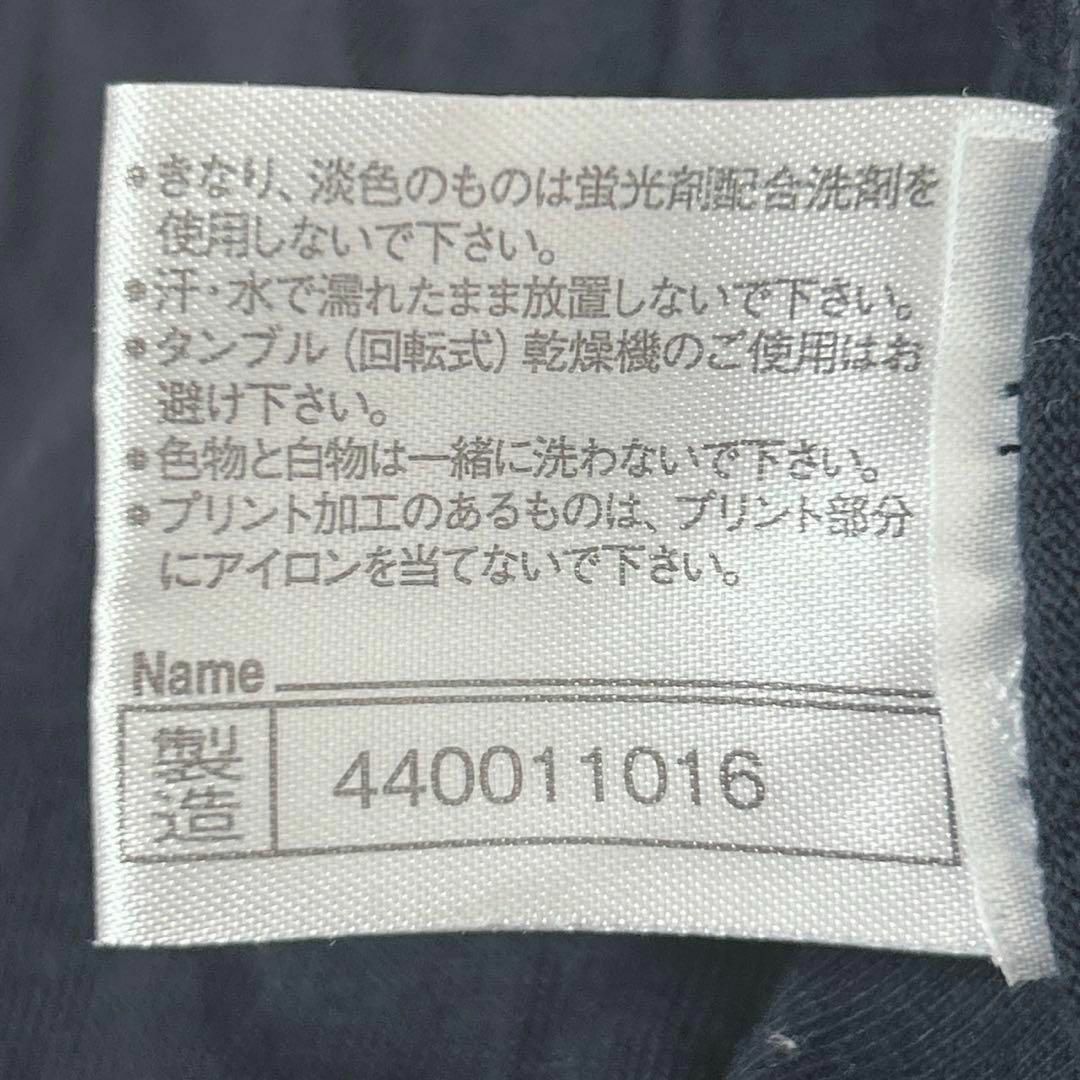 •きなり、淡色のものは蛍光剤配合洗剤を
使用しないで下さい。
•汗・水で濡れたまま放置しないで下さい。
•タンブル（回転式）乾燥機のご使用はお
避け下さい。
•色物と白物は一緒に洗わないで下さい。
•プリント加工のあるものは、プリント部分
にアイロンを当てないで下さい。
Name
製造 440011016